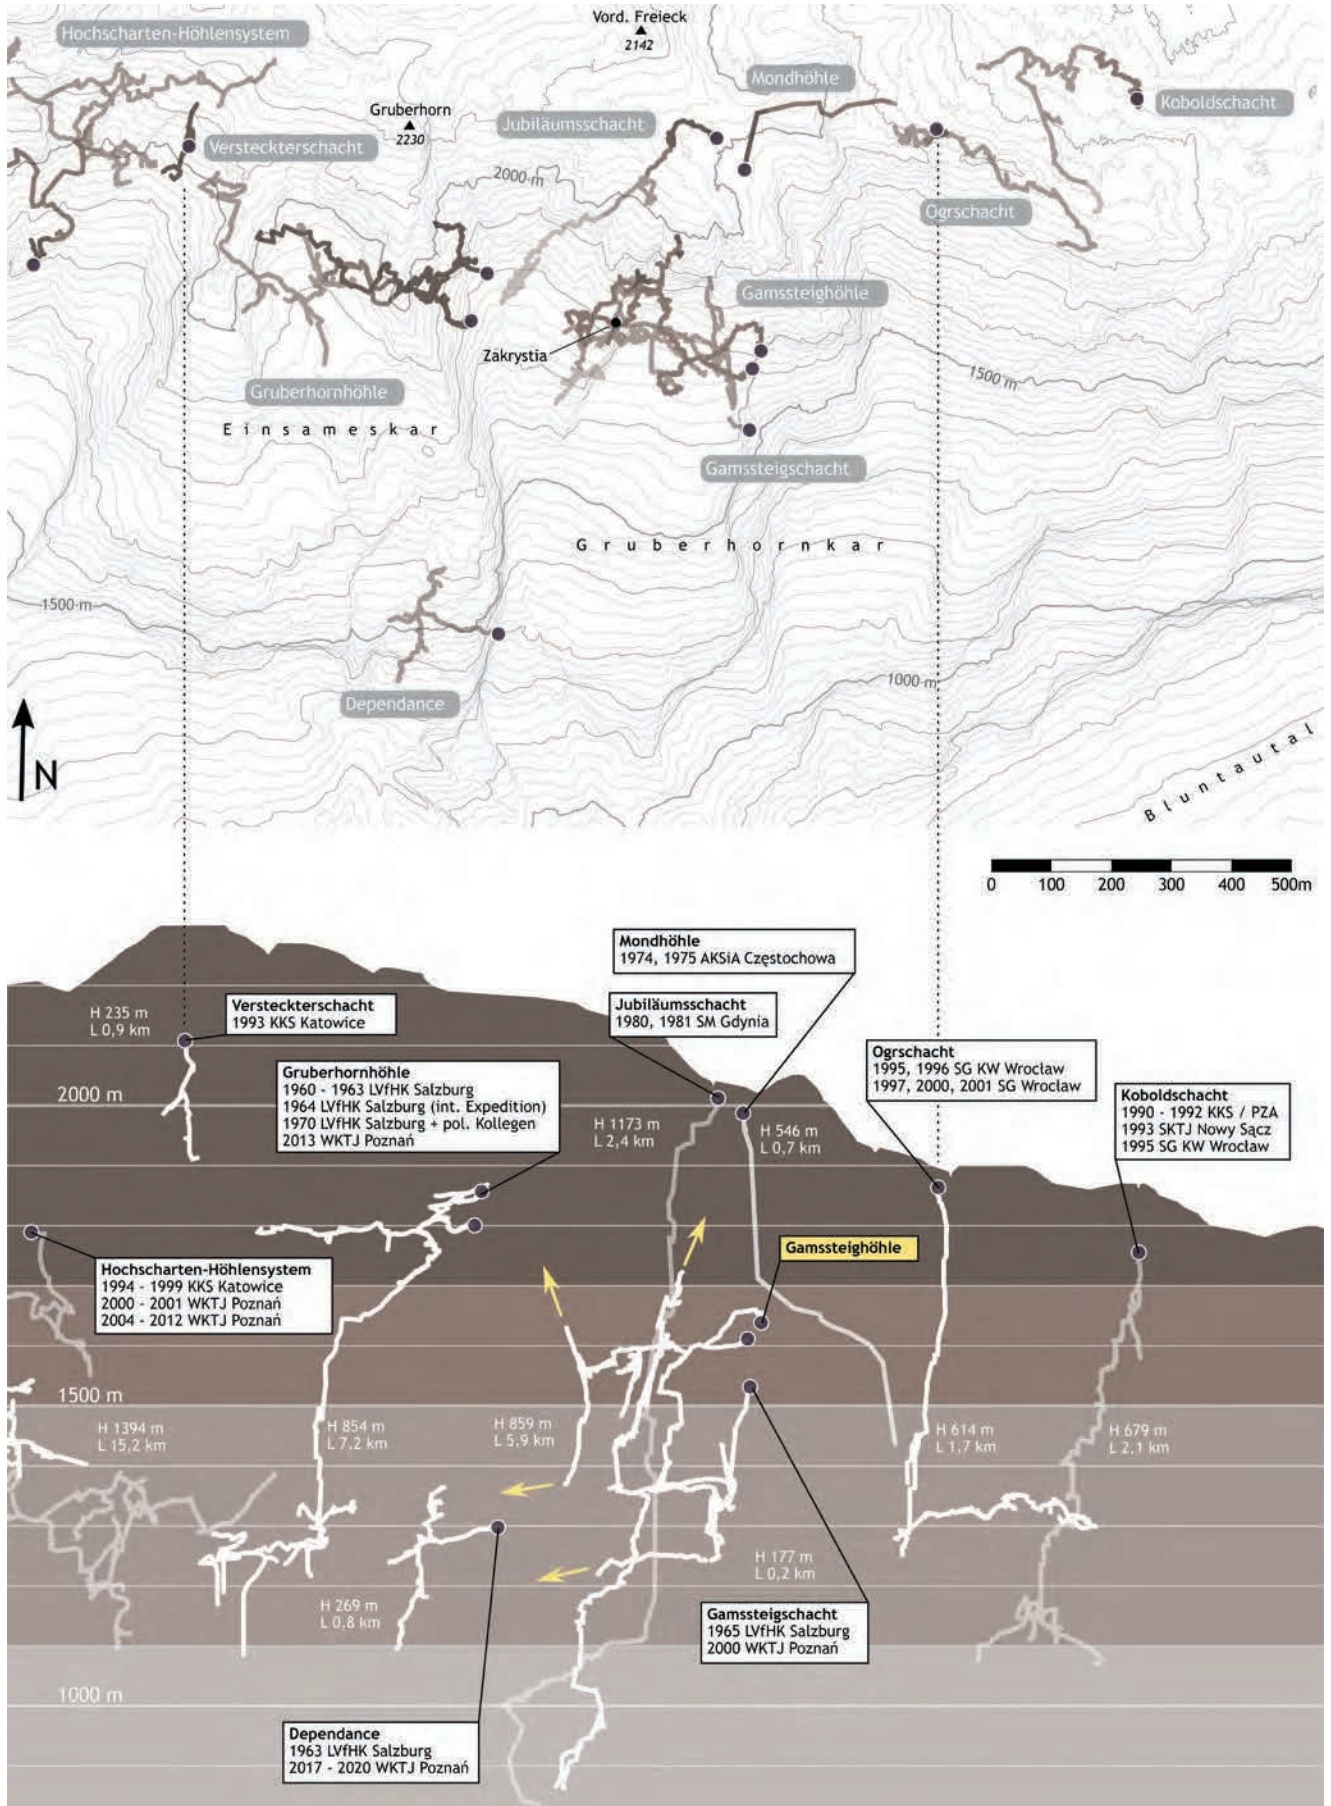 Hochscharten-Höhlensystem
Vord. Freieck
2142
Mondhöhle
Koboldschacht
Gruberhorn
2230
Jubiläumsschacht
Versteckterschacht
2000 m
Ogrschacht
Gamssteighöhle
Zakrystia
1500 m
Gruberhornhöhle
Einsameskar
Gamssteigschacht
Gruberhornkar
1500 m
1000 m
Dependance
N
Bluntautal
0 100 200 300 400 500m
Mondhöhle
1974, 1975 AKSiA Częstochowa
Versteckterschacht
1993 KKS Katowice
Jubiläumsschacht
1980, 1981 SM Gdynia
H 235 m
L 0,9 km
Gruberhornhöhle
1960 - 1963 LVfHK Salzburg
1964 LVfHK Salzburg (int. Expedition)
1970 LVfHK Salzburg + pol. Kollegen
2013 WKTJ Poznań
Ogrschacht
1995, 1996 SG KW Wrocław
1997, 2000, 2001 SG Wrocław
Koboldschacht
1990 - 1992 KKS / PZA
1993 SKTJ Nowy Sącz
1995 SG KW Wrocław
2000 m
H 1173 m
L 2,4 km
H 546 m
L 0,7 km
Gamssteighöhle
Hochscharten-Höhlensystem
1994 - 1999 KKS Katowice
2000 - 2001 WKTJ Poznań
2004 - 2012 WKTJ Poznań
1500 m
H 1394 m
L 15,2 km
H 854 m
L 7,2 km
H 859 m
L 5,9 km
H 614 m
L 1,7 km
H 679 m
L 2,1 km
H 177 m
L 0,2 km
H 269 m
L 0,8 km
Gamssteigschacht
1965 LVfHK Salzburg
2000 WKTJ Poznań
1000 m
Dependance
1963 LVfHK Salzburg
2017 - 2020 WKTJ Poznań